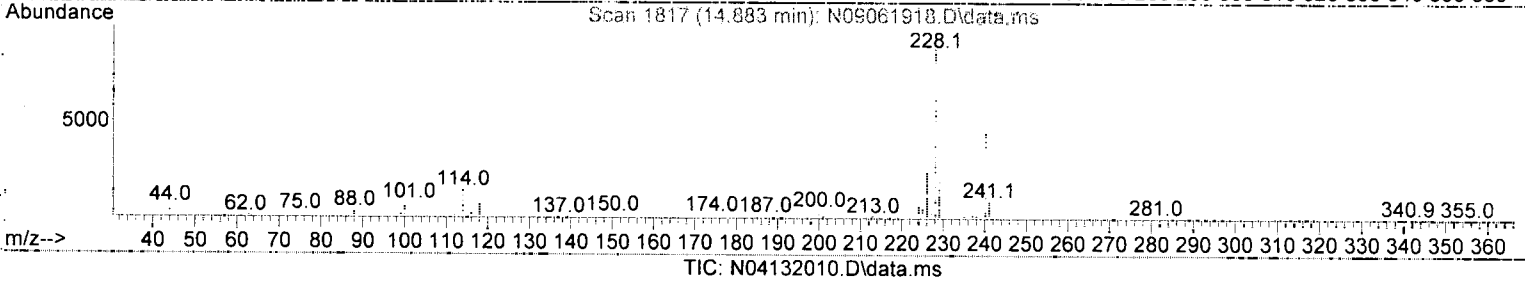 Abundance
Scan 1817 (14.883 min): N09061918.D\data.ms
228.1
5000
44.0 62.0 75.0 88.0 101.0 114.0 137.0 150.0 174.0 187.0 200.0 213.0 241.1 281.0 340.9 355.0
m/z--> 40 50 60 70 80 90 100 110 120 130 140 150 160 170 180 190 200 210 220 230 240 250 260 270 280 290 300 310 320 330 340 350 360
TIC: N04132010.D\data.ms